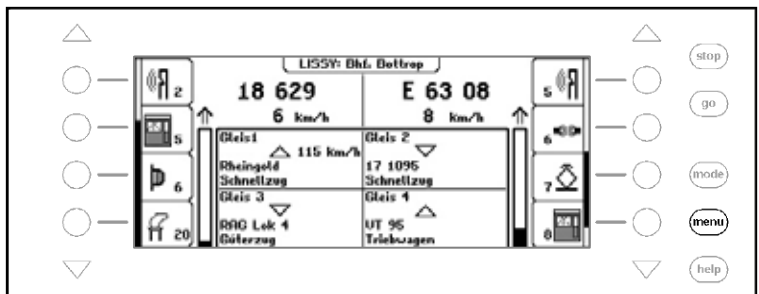 LISSY: Bhf. Bottrop
18 629
E 63 08
6 km/h
8 km/h
2
5
6
20
Gleis1
115 km/h
Rheingold
Schnellzug
Gleis 2
17 1095
Schnellzug
Gleis 3
RAG Lok 4
Güterzug
Gleis 4
VT 95
Triebwagen
5
6
7
8
stop
go
mode
menu
help